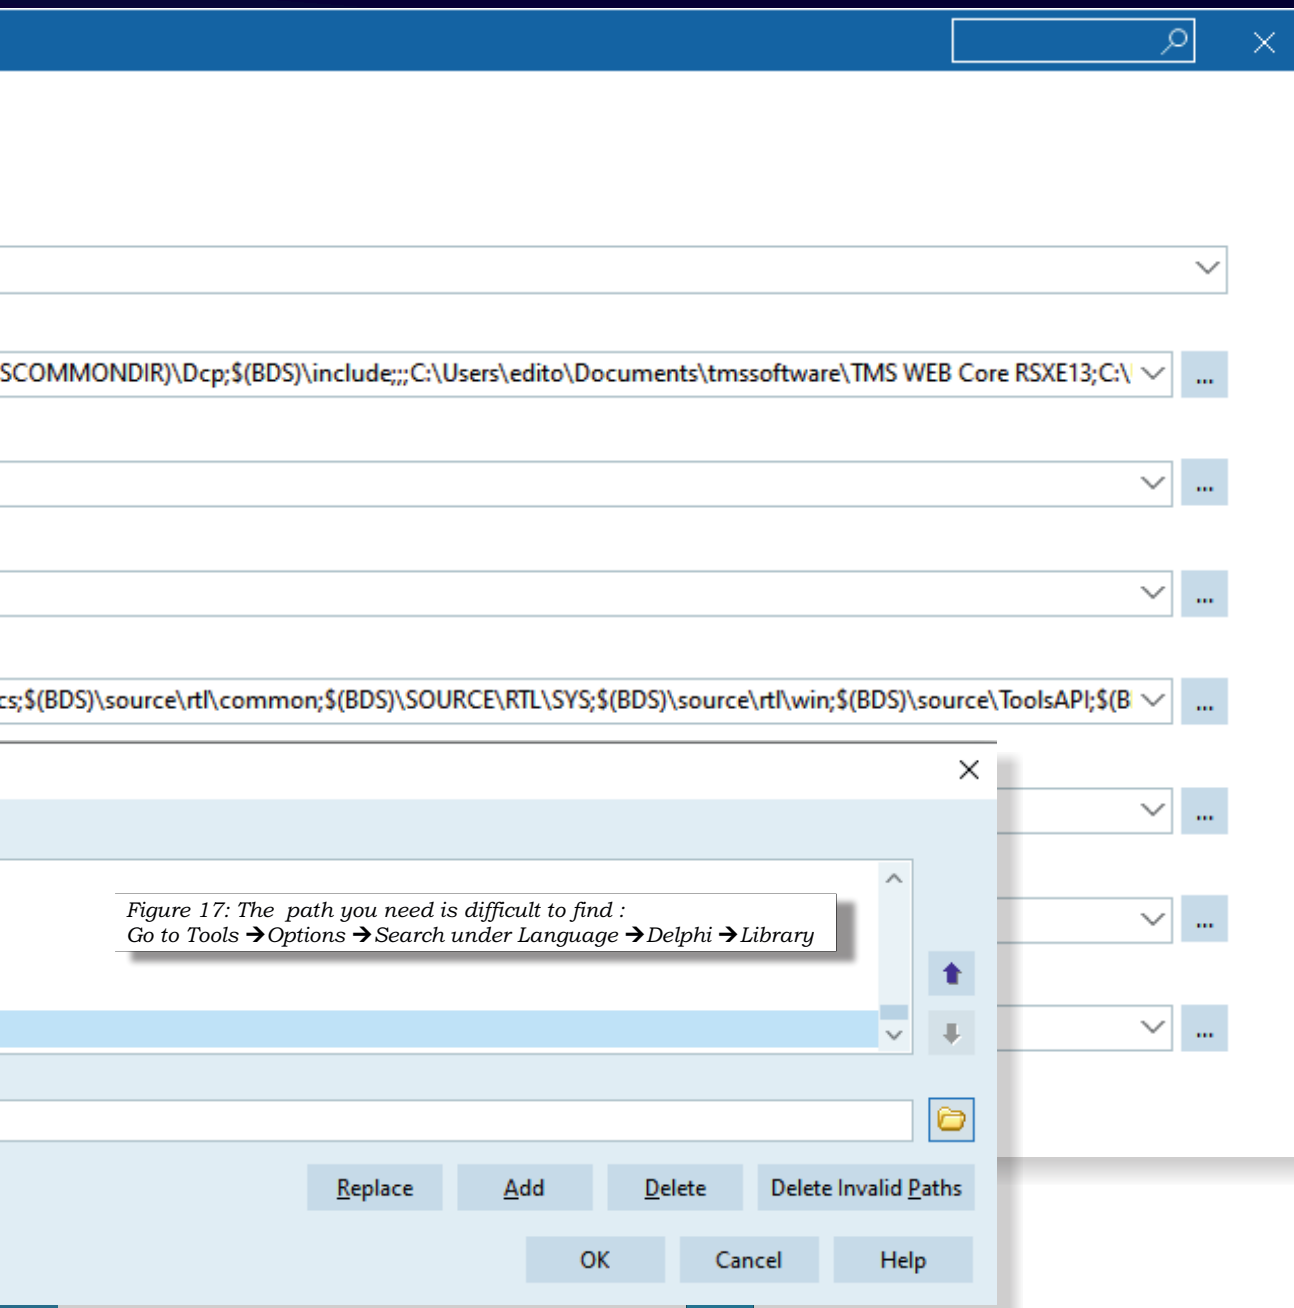 SCOMMONDIR)\Dcp;$(BDS)\include;;;C:\Users\edito\Documents\tmssoftware\TMS WEB Core RSXE13;C:\
...
...
...
cs;$(BDS)\source\rtl\common;$(BDS)\SOURCE\RTL\SYS;$(BDS)\source\rtl\win;$(BDS)\source\ToolsAPI;$(B
...
...
Figure 17: The path you need is difficult to find :
Go to Tools ➔Options ➔Search under Language ➔Delphi ➔Library
...
...
Replace Add Delete Delete Invalid Paths
OK Cancel Help